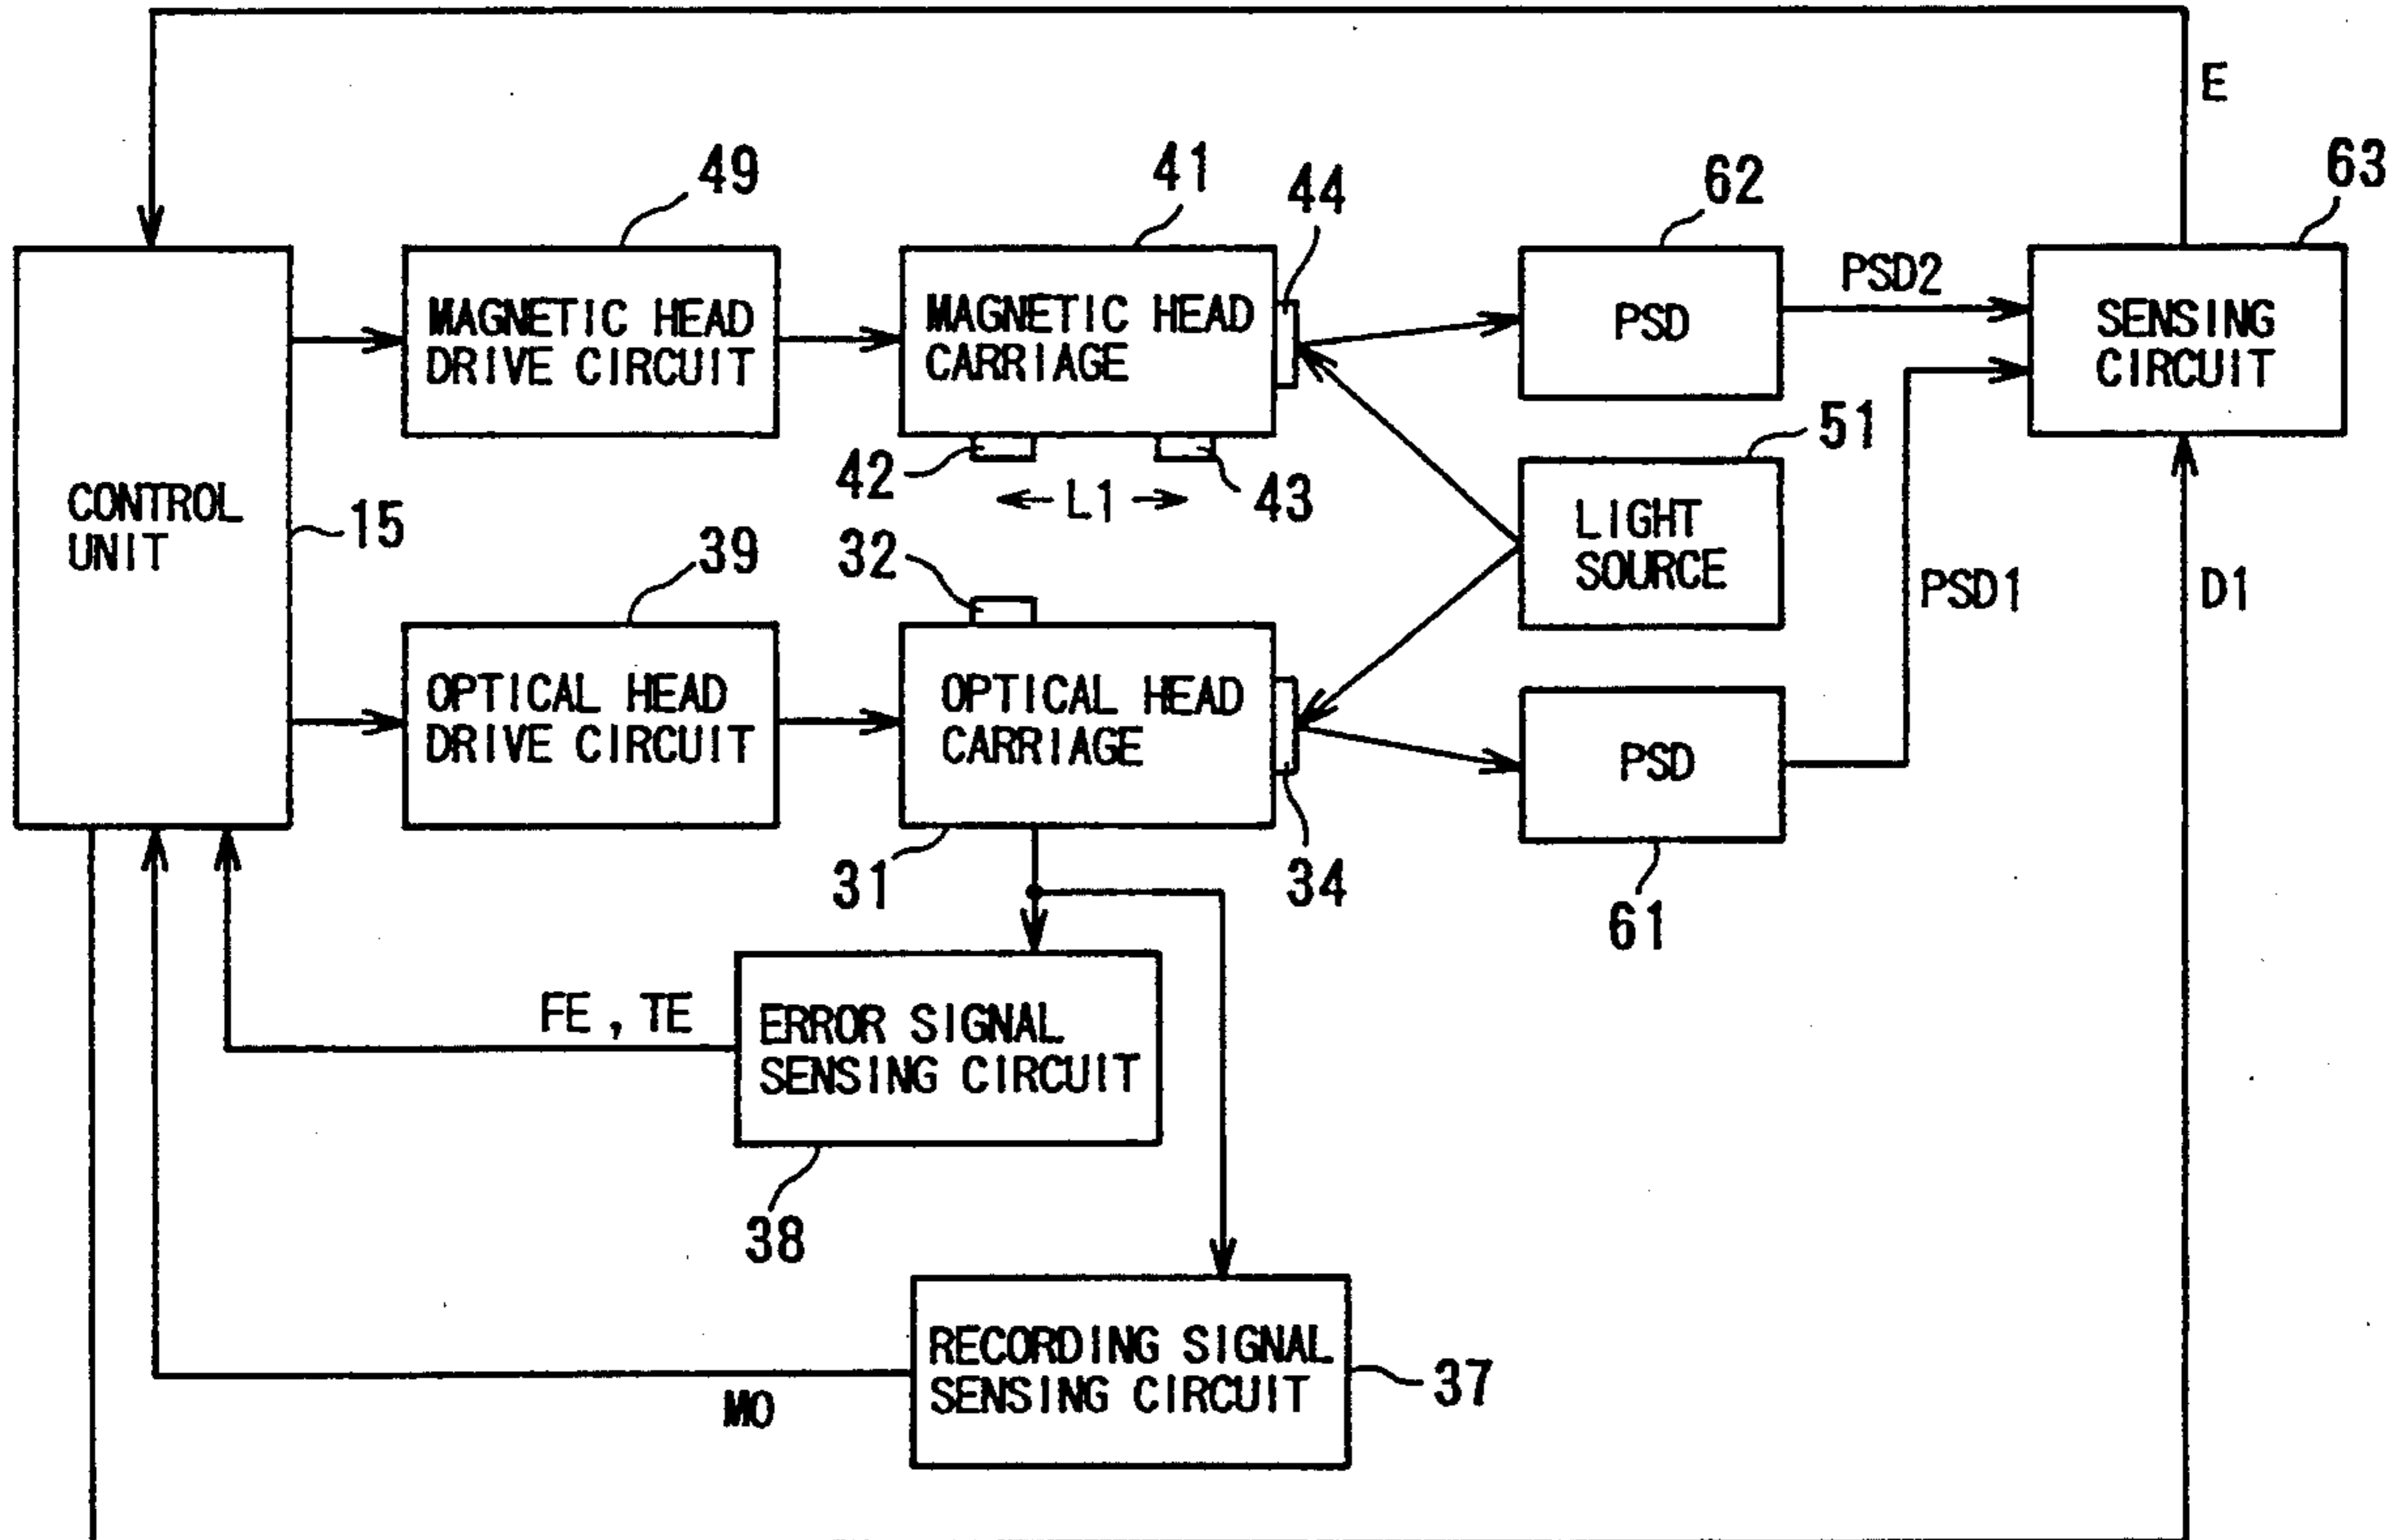 E
49
41
44
62
63
MAGNETIC HEAD
DRIVE CIRCUIT
MAGNETIC HEAD
CARRIAGE
PSD
PSD2
SENSING
CIRCUIT
42
L1
43
51
CONTROL
UNIT
15
39
32
LIGHT
SOURCE
PSD1
D1
OPTICAL HEAD
DRIVE CIRCUIT
OPTICAL HEAD
CARRIAGE
PSD
31
34
61
FE, TE
ERROR SIGNAL
SENSING CIRCUIT
38
RECORDING SIGNAL
SENSING CIRCUIT
37
MO